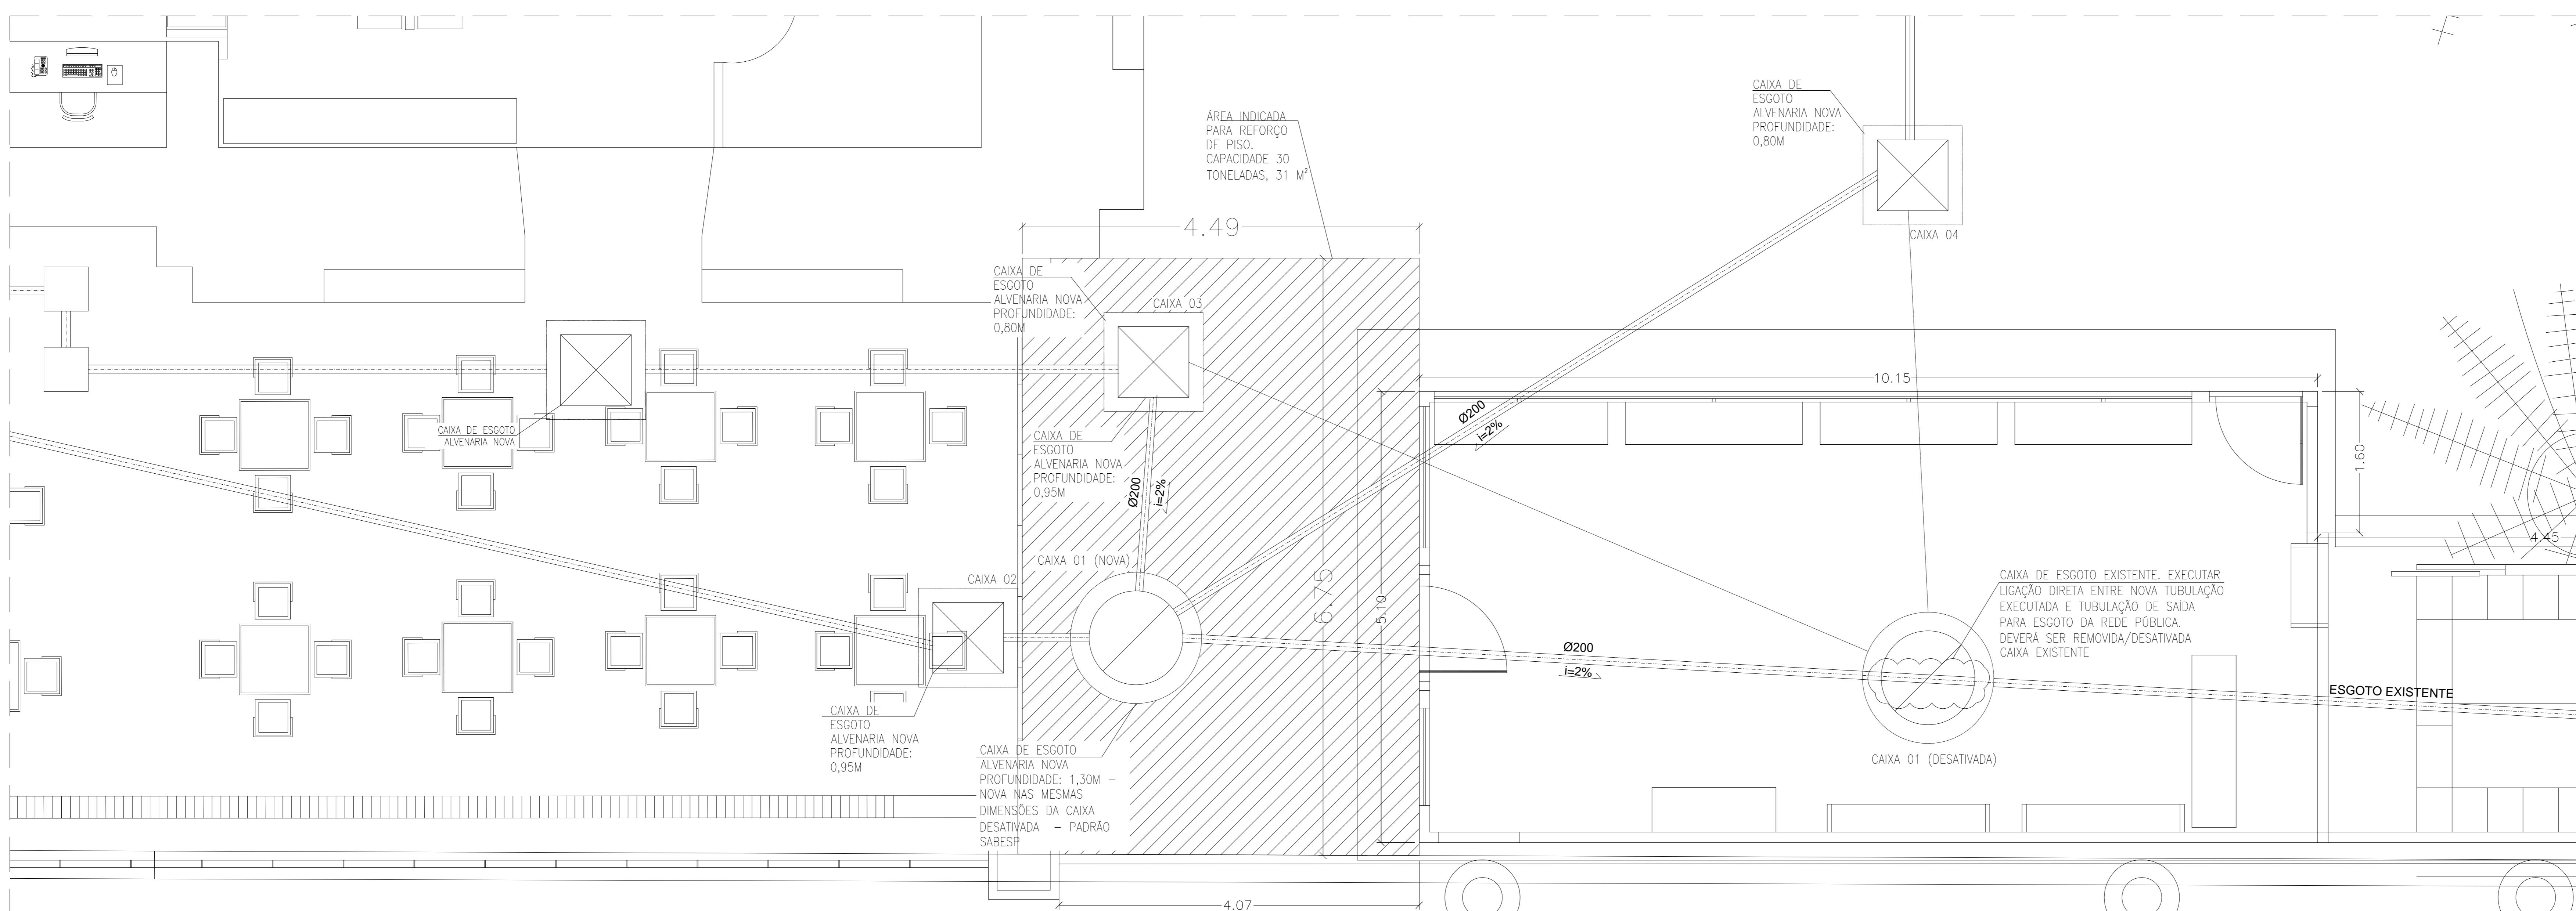 CAIXA DE
ESGOTO
ALVENARIA NOVA
PROFUNDIDADE:
0,80M
CAIXA 04
ÁREA INDICADA
PARA REFORÇO
DE PISO.
CAPACIDADE 30
TONELADAS, 31 M²
4.49
CAIXA DE
ESGOTO
ALVENARIA NOVA
PROFUNDIDADE:
0,80M
CAIXA 03
10.15
1.60
4.45
Ø200
i=2%
CAIXA DE ESGOTO
ALVENARIA NOVA
CAIXA DE
ESGOTO
ALVENARIA NOVA
PROFUNDIDADE:
0,95M
Ø200
i=2%
CAIXA 01 (NOVA)
CAIXA 02
6.75
5.10
CAIXA DE ESGOTO EXISTENTE. EXECUTAR
LIGAÇÃO DIRETA ENTRE NOVA TUBULAÇÃO
EXECUTADA E TUBULAÇÃO DE SAÍDA
PARA ESGOTO DA REDE PÚBLICA.
DEVERÁ SER REMOVIDA/DESATIVADA
CAIXA EXISTENTE
Ø200
i=2%
ESGOTO EXISTENTE
CAIXA DE
ESGOTO
ALVENARIA NOVA
PROFUNDIDADE:
0,95M
CAIXA DE ESGOTO
ALVENARIA NOVA
PROFUNDIDADE: 1,30M –
NOVA NAS MESMAS
DIMENSÕES DA CAIXA
DESATIVADA – PADRÃO
SABESP
CAIXA 01 (DESATIVADA)
4.07